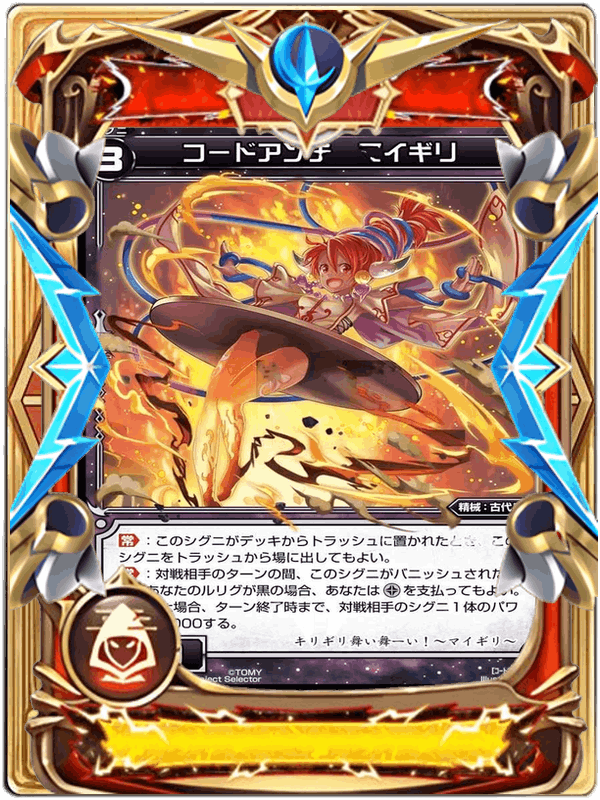 グニ
3
コードアンチ マイギリ
精械:古代
常:このシグニがデッキからトラッシュに置かれたとき、この
シグニをトラッシュから場に出してもよい。
:対戦相手のターンの間、このシグニがバニッシュされた
あなたのルリグが黒の場合、あなたは を支払ってもよい。
場合、ターン終了時まで、対戦相手のシグニ1体のパワ
000する。
キリギリ舞い舞ーい!～マイギリ～
©TOMY
ject Selector
Illus